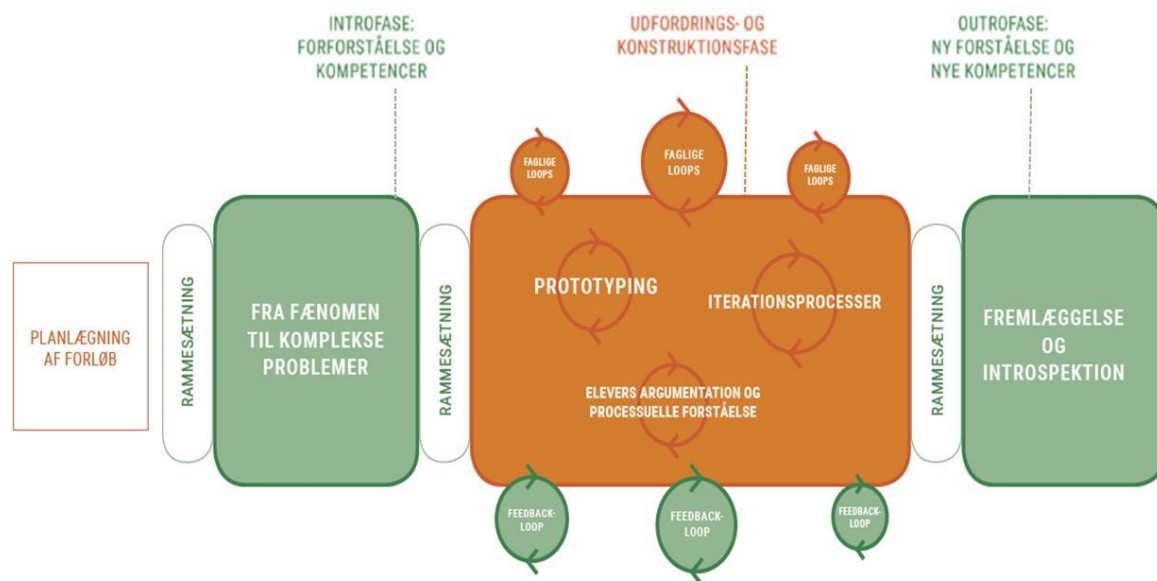 INTROFASE:
FORFORSTÅELSE OG
KOMPETENCER
UDFORDRINGS- OG
KONSTRUKTIONSFASE
OUTROFASE:
NY FORSTÅELSE OG
NYE KOMPETENCER
FAGLIGE
LOOPS
FAGLIGE
LOOPS
FAGLIGE
LOOPS
PLANLÆGNING
AF FORLØB
RAMMESÆTNING
FRA FÆNOMEN
TIL KOMPLEKSE
PROBLEMER
RAMMESÆTNING
PROTOTYPING
ITERATIONSPROCESSER
ELEVERS ARGUMENTATION OG
PROCESSUELLE FORSTÅELSE
RAMMESÆTNING
FREMLÆGGELSE
OG
INTROSPEKTION
FEEDBACK-
LOOP
FEEDBACK-
LOOP
FEEDBACK-
LOOP